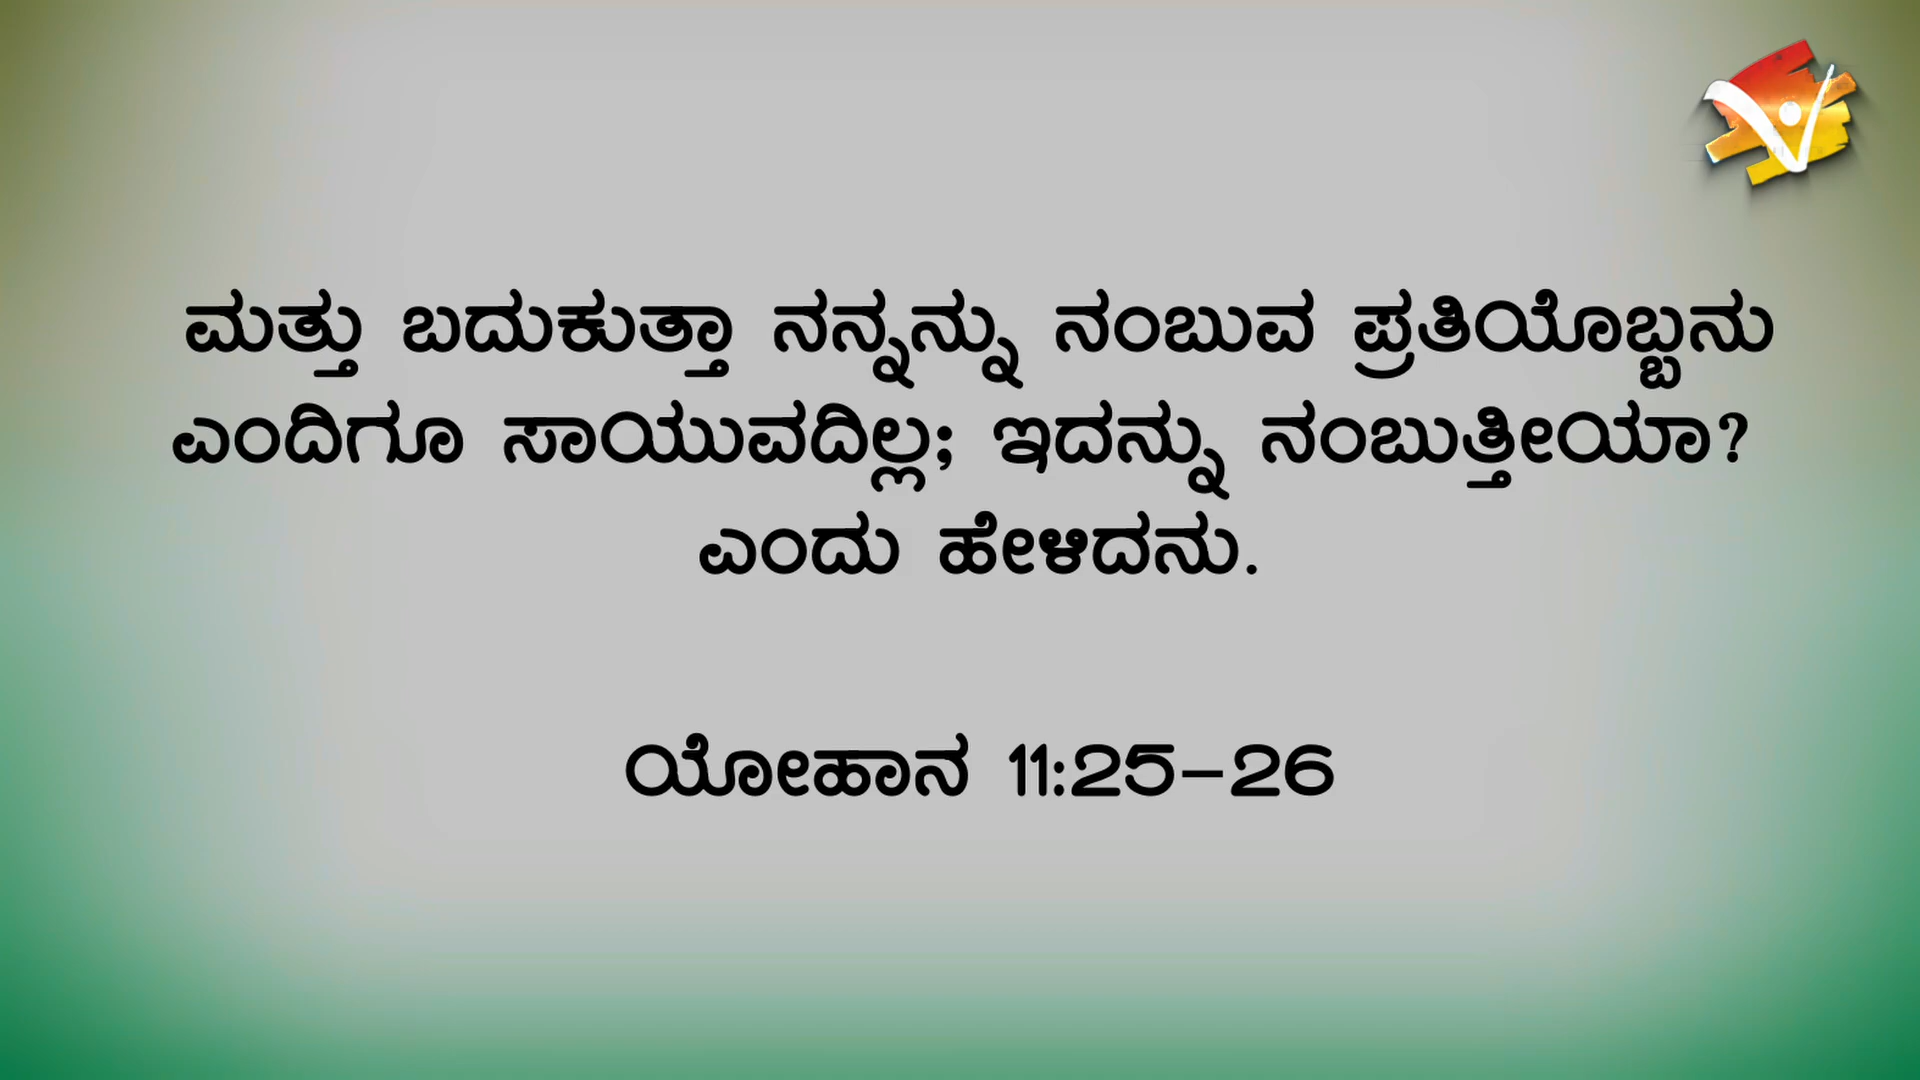 ಮತ್ತು ಬದುಕುತ್ತಾ ನನ್ನನ್ನು ನಂಬುವ ಪ್ರತಿಯೊಬ್ಬನು
ಎಂದಿಗೂ ಸಾಯುವದಿಲ್ಲ; ಇದನ್ನು ನಂಬುತ್ತೀಯಾ?
ಎಂದು ಹೇಳಿದನು.
ಯೋಹಾನ 11:25-26